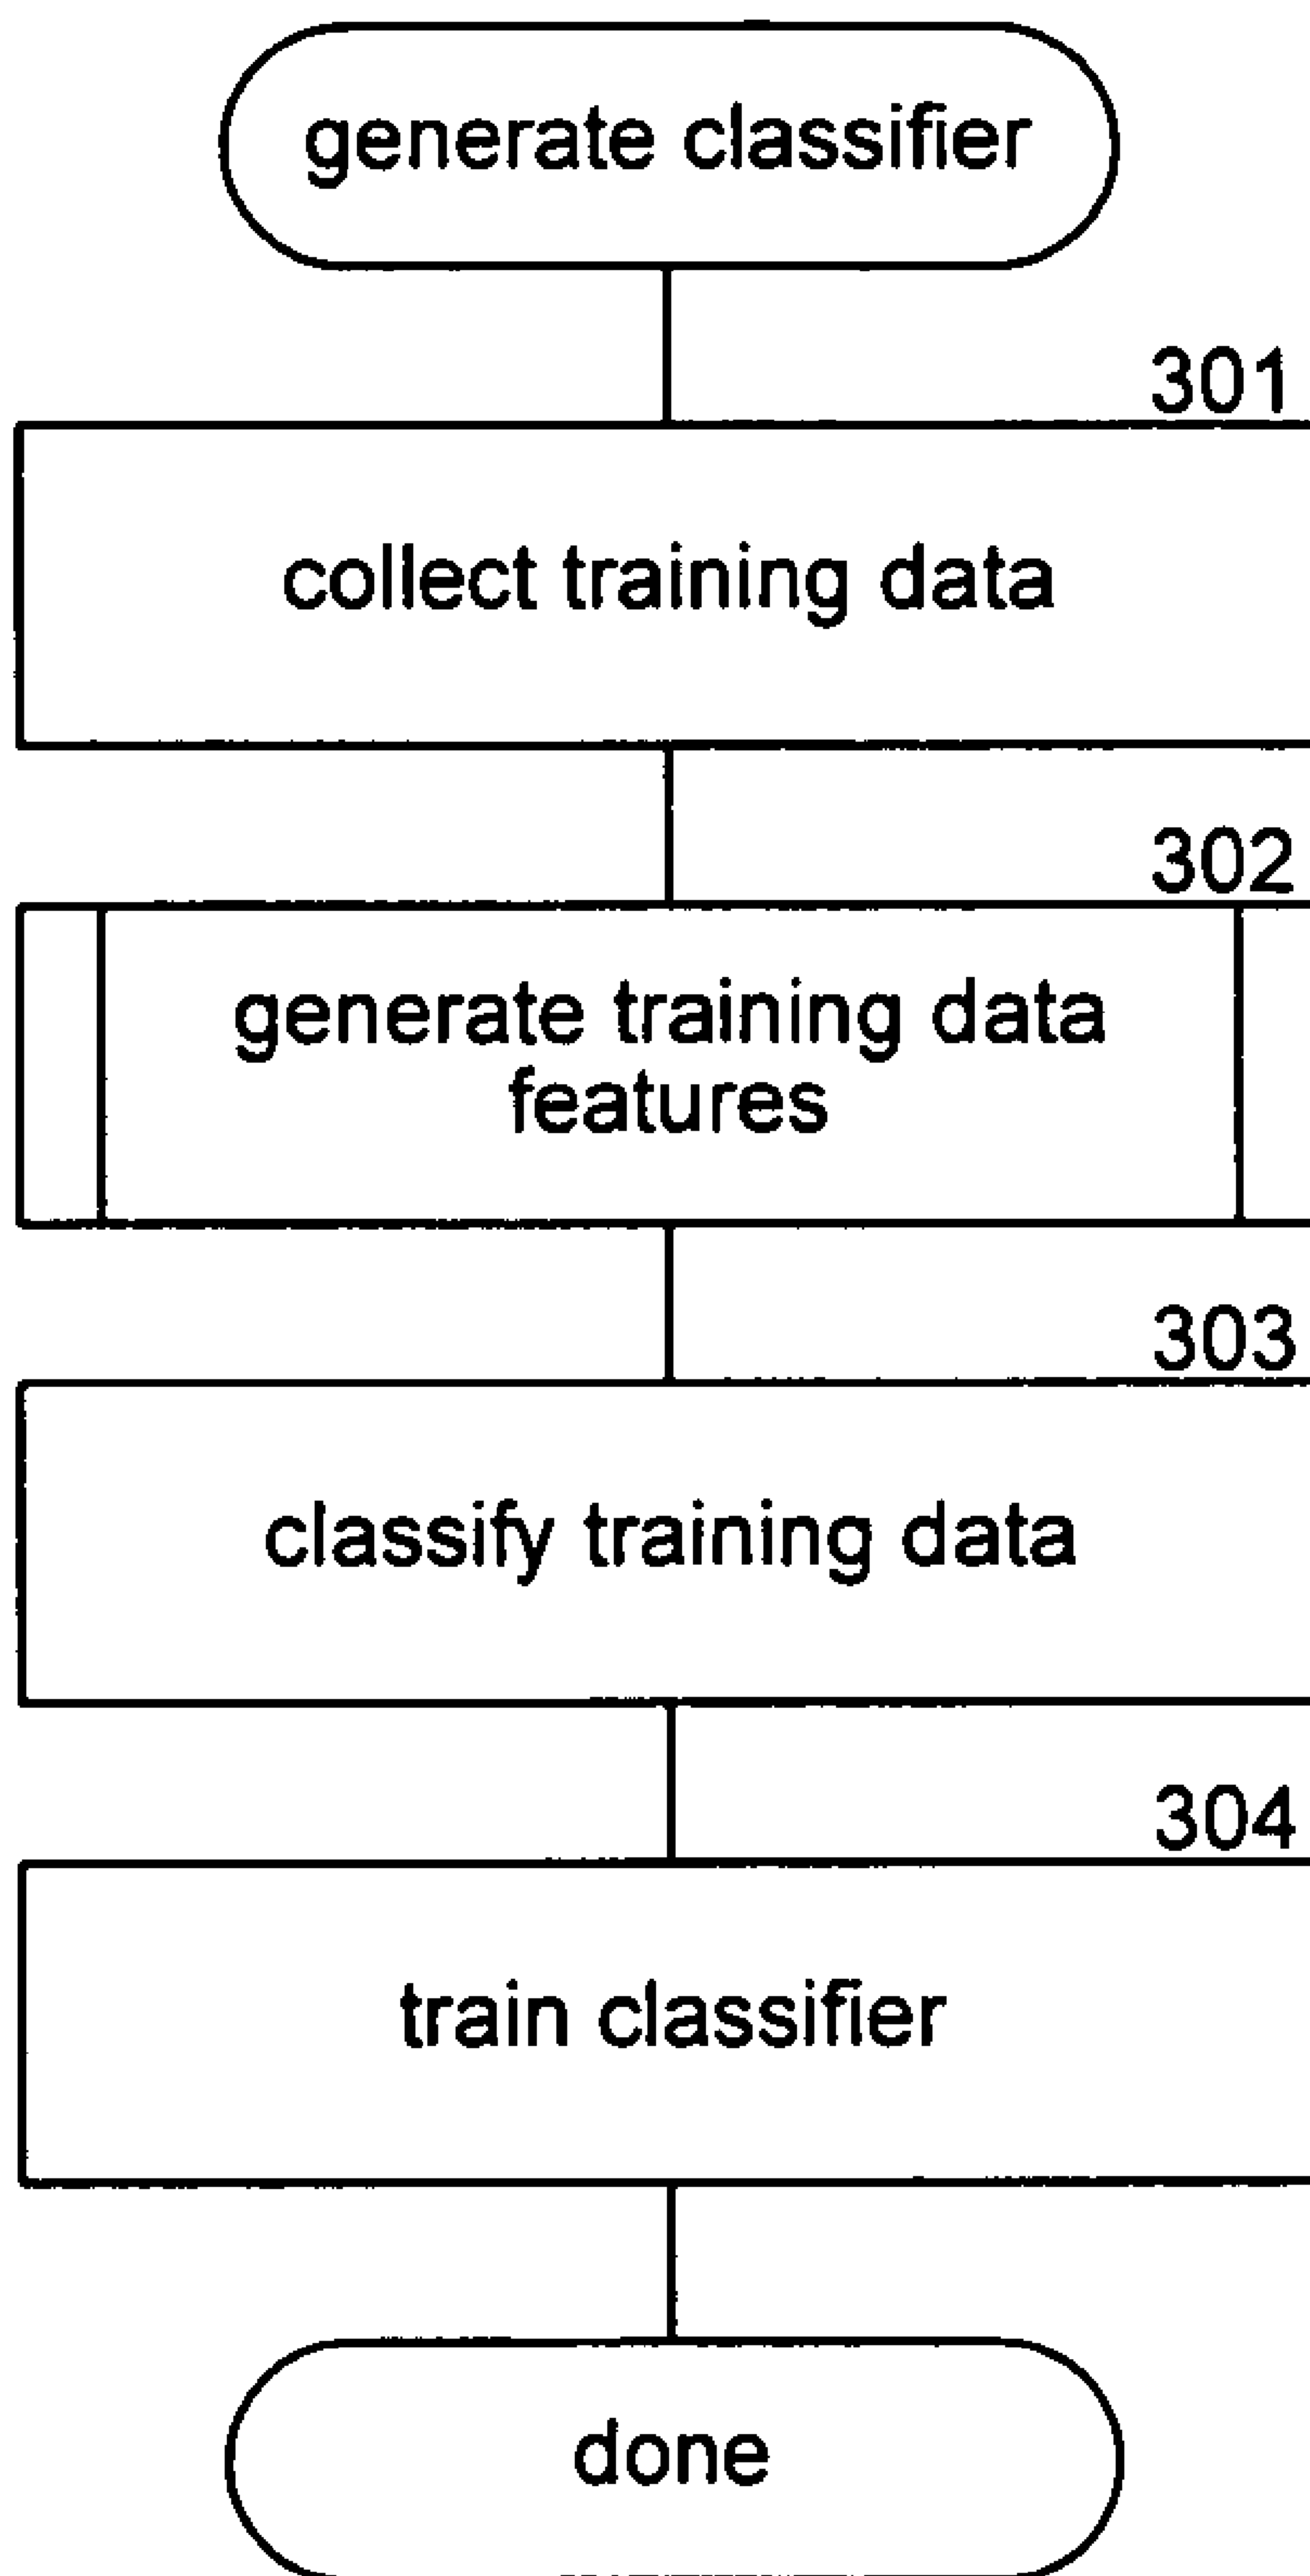 generate classifier
301
collect training data
302
generate training data
features
303
classify training data
304
train classifier
done